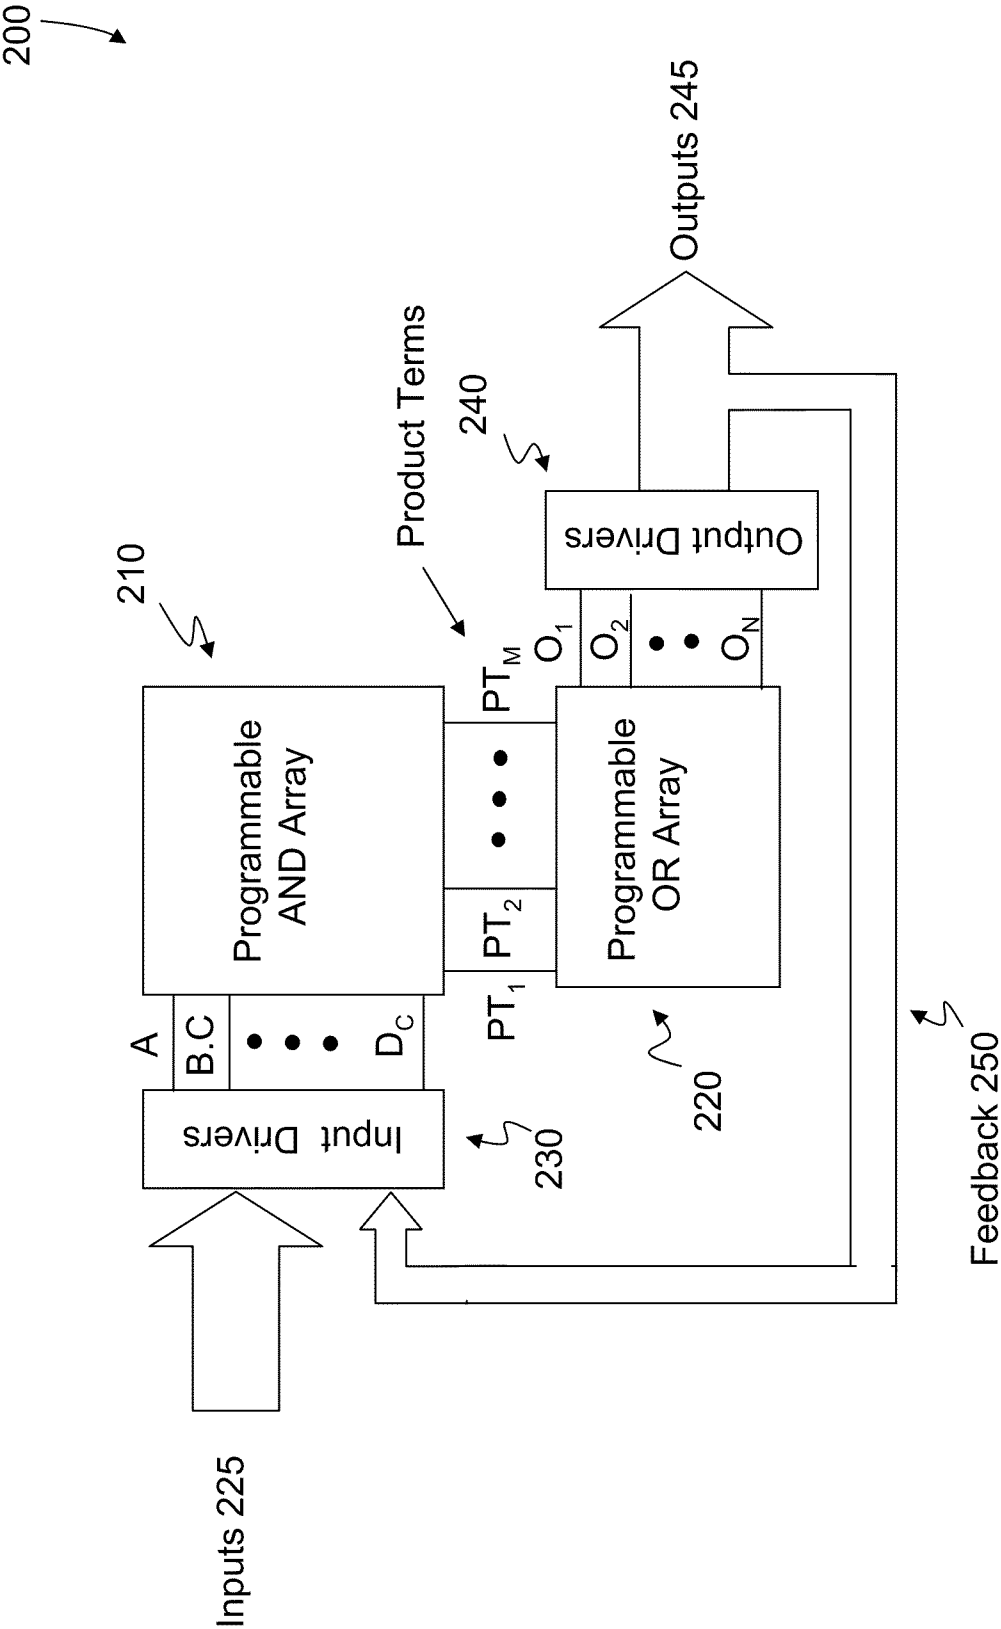 200
210
Programmable
AND Array
Inputs 225
Input Drivers
230
A
B.C
D_C
PT_1
PT_2
PT_M
Product Terms
220
Programmable
OR Array
O_1
O_2
O_N
240
Output Drivers
Outputs 245
Feedback 250